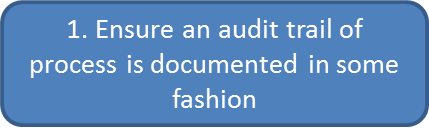 1. Ensure an audit trail of
process is documented in some
fashion